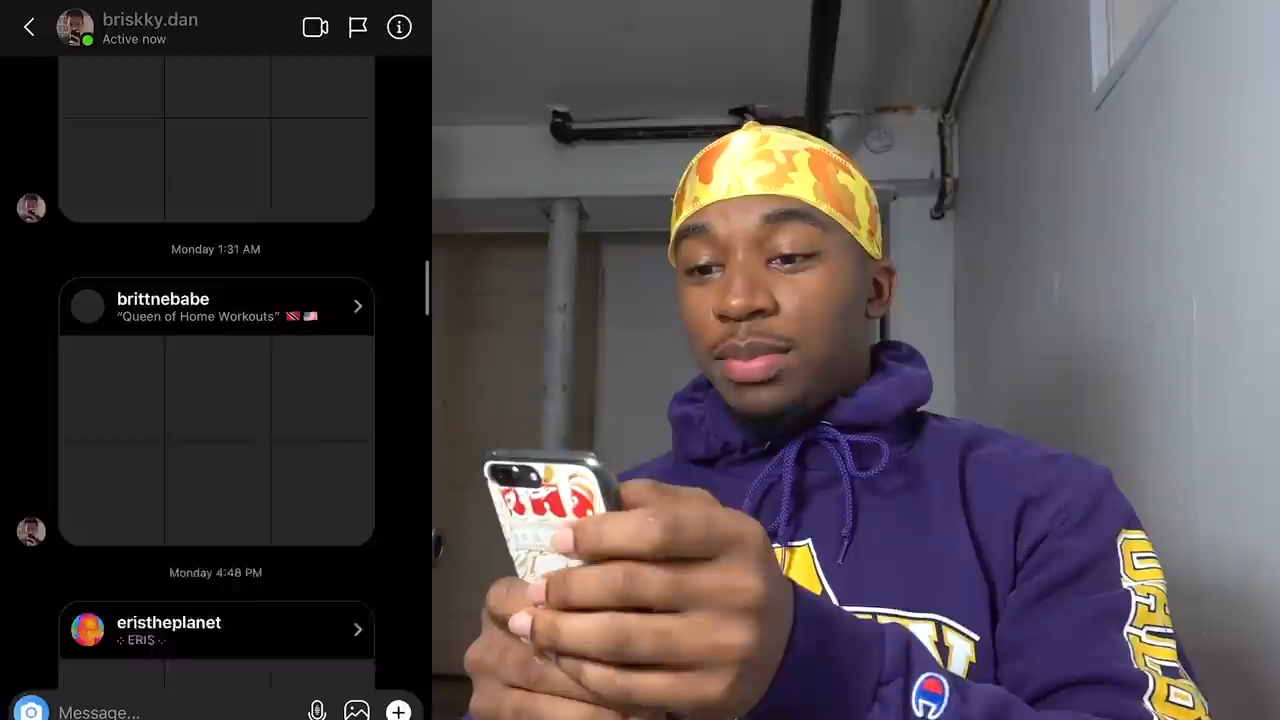 briskky.dan
Active now
Monday 1:31 AM
brittnebabe
“Queen of Home Workouts” 🇹🇹 🇺🇸
Monday 4:48 PM
eristheplanet
·:· ERIS ·:·
Message...